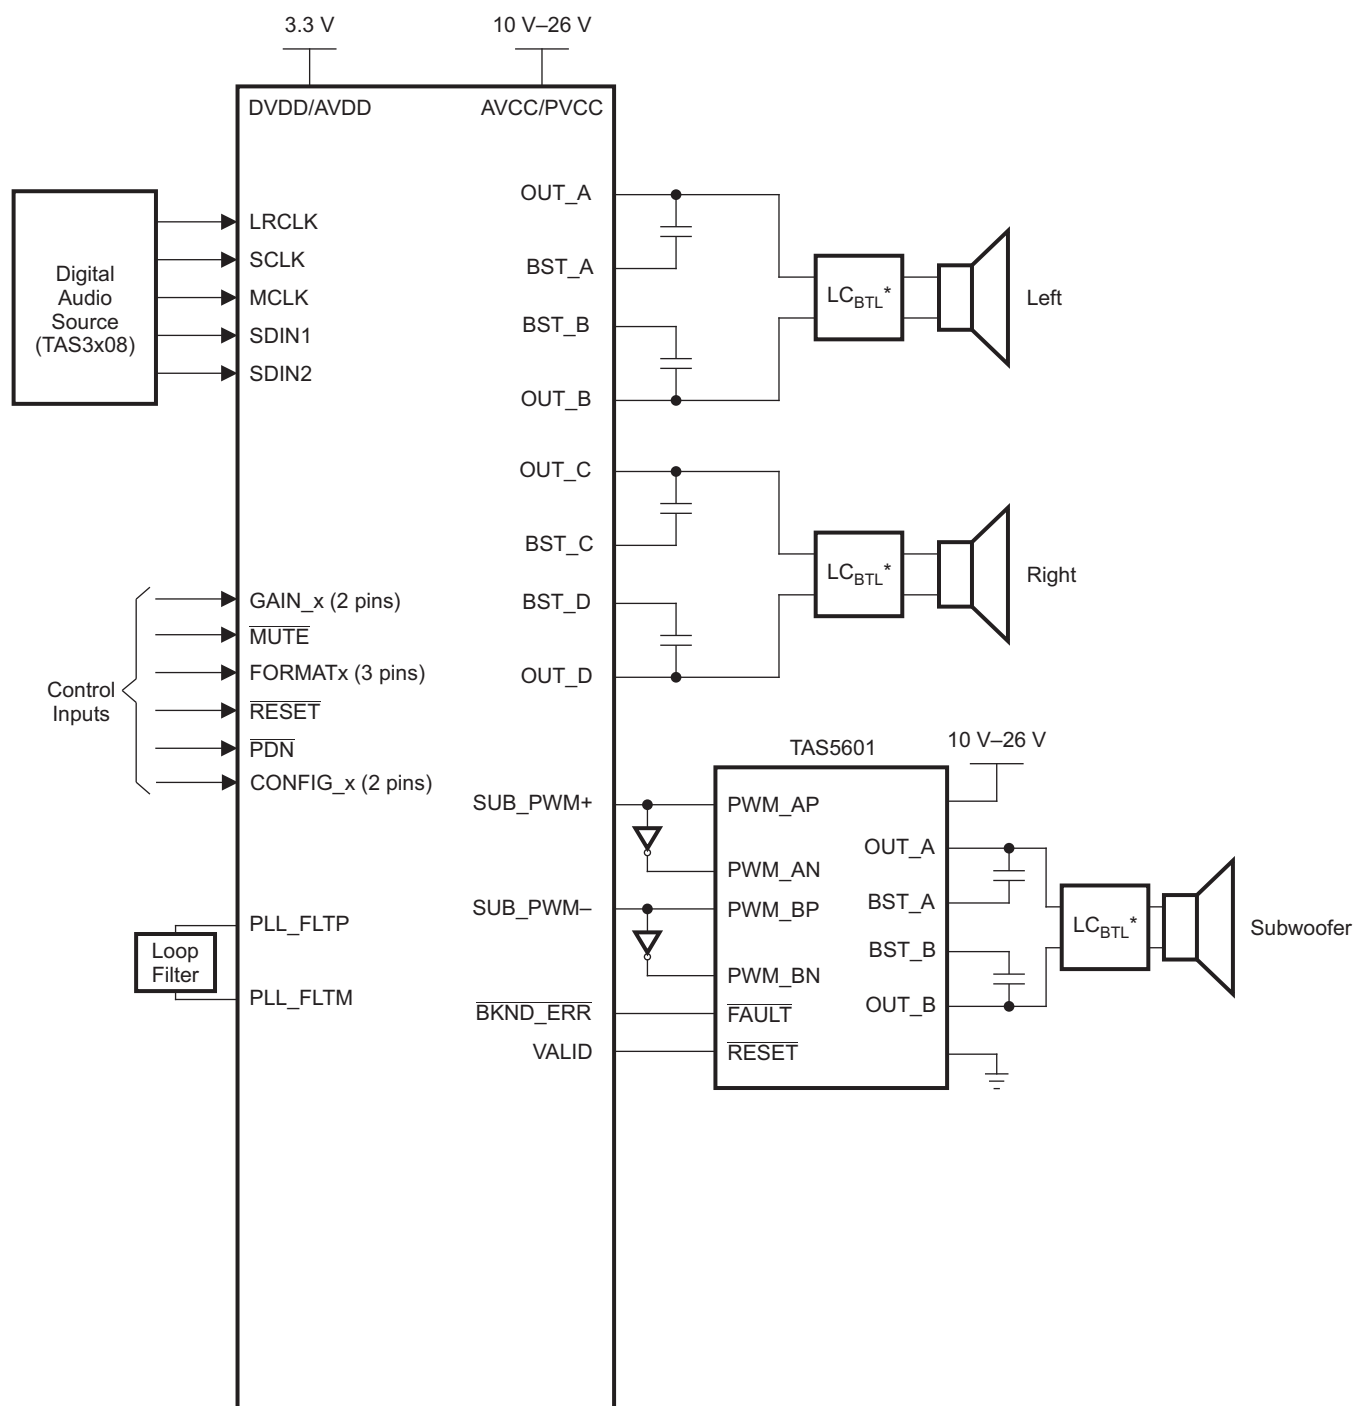 3.3 V
10 V–26 V
DVDD/AVDD
AVCC/PVCC
Digital
Audio
Source
(TAS3x08)
LRCLK
SCLK
MCLK
SDIN1
SDIN2
OUT_A
BST_A
BST_B
OUT_B
LCBTL*
Left
OUT_C
BST_C
BST_D
OUT_D
LCBTL*
Right
Control
Inputs
GAIN_x (2 pins)
MUTE
FORMATx (3 pins)
RESET
PDN
CONFIG_x (2 pins)
Loop
Filter
PLL_FLTP
PLL_FLTM
SUB_PWM+
SUB_PWM–
BKND_ERR
VALID
TAS5601
10 V–26 V
PWM_AP
PWM_AN
PWM_BP
PWM_BN
FAULT
RESET
OUT_A
BST_A
BST_B
OUT_B
LCBTL*
Subwoofer